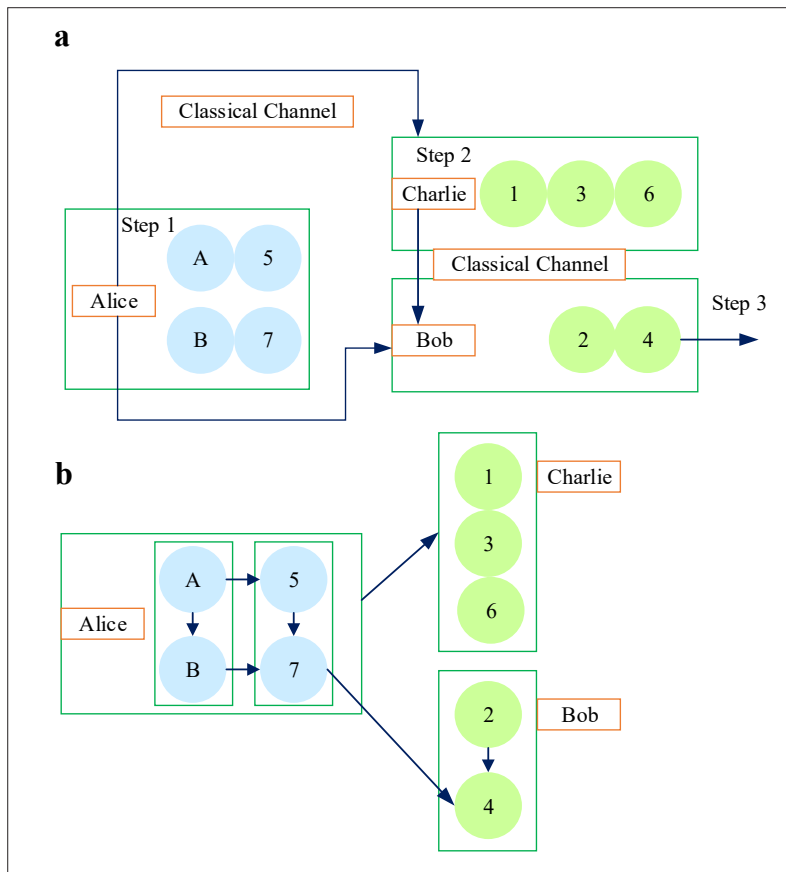 a
Classical Channel
Step 2
Charlie
1 3 6
Step 1
A 5
Classical Channel
Alice
B 7
Bob
2 4
Step 3
b
1
Charlie
3
6
A 5
Alice
B 7
2
Bob
4